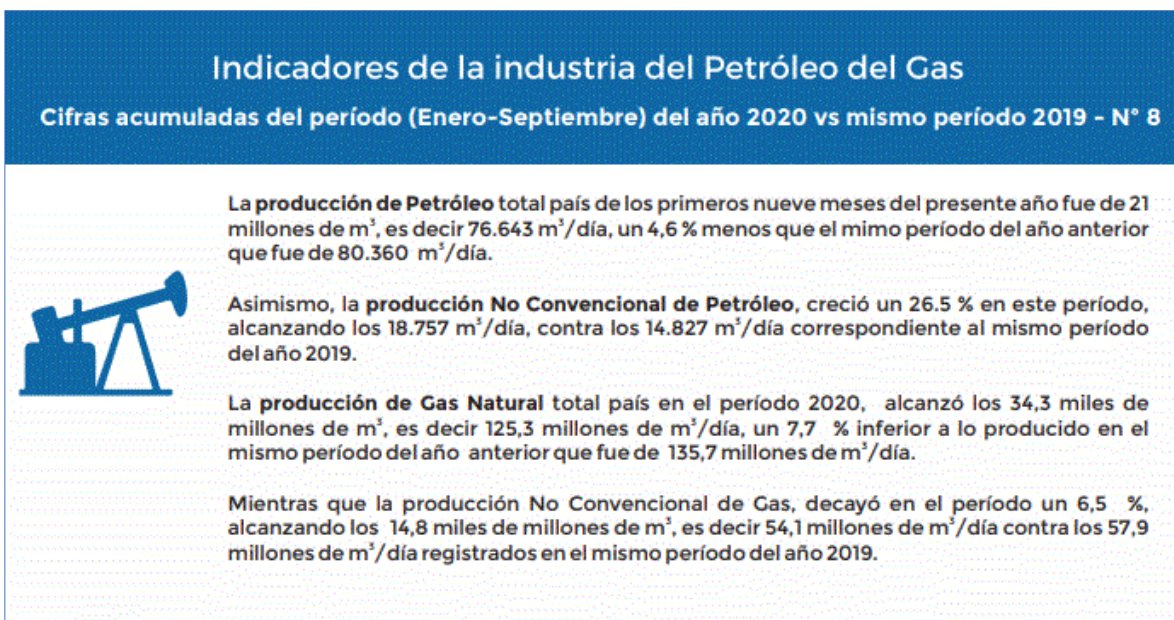 Indicadores de la industria del Petróleo del Gas
Cifras acumuladas del período (Enero-Septiembre) del año 2020 vs mismo período 2019 - N° 8
La producción de Petróleo total país de los primeros nueve meses del presente año fue de 21
millones de m³, es decir 76.643 m³/día, un 4,6 % menos que el mimo período del año anterior
que fue de 80.360 m³/día.
Asimismo, la producción No Convencional de Petróleo, creció un 26.5 % en este período,
alcanzando los 18.757 m³/día, contra los 14.827 m³/día correspondiente al mismo período
del año 2019.
La producción de Gas Natural total país en el período 2020, alcanzó los 34,3 miles de
millones de m³, es decir 125,3 millones de m³/día, un 7,7 % inferior a lo producido en el
mismo período del año anterior que fue de 135,7 millones de m³/día.
Mientras que la producción No Convencional de Gas, decayó en el período un 6,5 %,
alcanzando los 14,8 miles de millones de m³, es decir 54,1 millones de m³/día contra los 57,9
millones de m³/día registrados en el mismo período del año 2019.